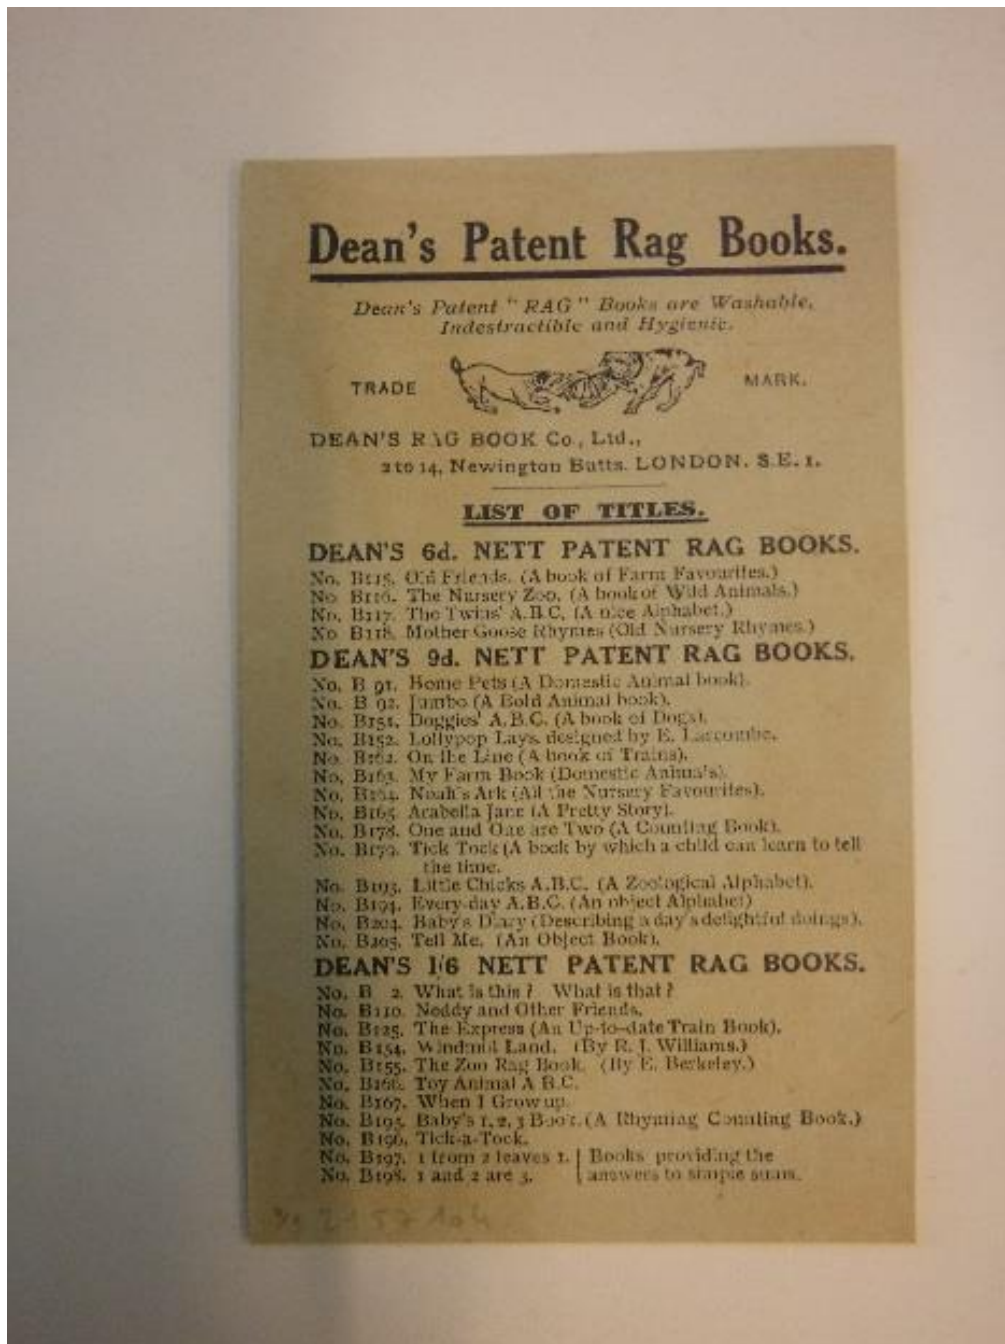 Dean's Patent Rag Books.
Dean's Patent "RAG" Books are Washable,
Indestructible and Hygienic.
TRADE MARK.
DEAN'S RAG BOOK Co., Ltd.,
2 to 14, Newington Butts. LONDON. S.E. 1.
LIST OF TITLES.
DEAN'S 6d. NETT PATENT RAG BOOKS.
No. B115. Old Friends. (A book of Farm Favourites.)
No B116. The Nursery Zoo. (A book of Wild Animals.)
No. B117. The Twins' A.B.C. (A nice Alphabet.)
No B118. Mother Goose Rhymes (Old Nursery Rhymes.)
DEAN'S 9d. NETT PATENT RAG BOOKS.
No. B 91. Home Pets (A Domestic Animal book).
No. B 92. Jumbo (A Bold Animal book).
No. B151. Doggies' A.B.C. (A book of Dogs).
No. B152. Lollypop Lays, designed by E. Larcombe.
No. B162. On the Line (A book of Trains).
No. B163. My Farm Book (Domestic Animals).
No. B164. Noah's Ark (All the Nursery Favourites).
No. B165. Arabella Jane (A Pretty Story).
No. B178. One and One are Two (A Counting Book).
No. B179. Tick Tock (A book by which a child can learn to tell
the time.
No. B193. Little Chicks A.B.C. (A Zoological Alphabet).
No. B194. Every-day A.B.C. (An object Alphabet)
No. B204. Baby's Diary (Describing a day's delightful doings).
No. B205. Tell Me. (An Object Book).
DEAN'S 1/6 NETT PATENT RAG BOOKS.
No. B 2. What is this? What is that?
No. B110. Neddy and Other Friends.
No. B125. The Express (An Up-to-date Train Book).
No. B154. Windmill Land. (By R. J. Williams.)
No. B155. The Zoo Rag Book. (By E. Berkeley.)
No. B166. Toy Animal A B.C.
No. B167. When I Grow up.
No. B195. Baby's 1, 2, 3 Book. (A Rhyming Counting Book.)
No. B196. Tick-a-Tock.
No. B197. 1 from 2 leaves 1. Books providing the
No. B198. 1 and 2 are 3. answers to simple sums.